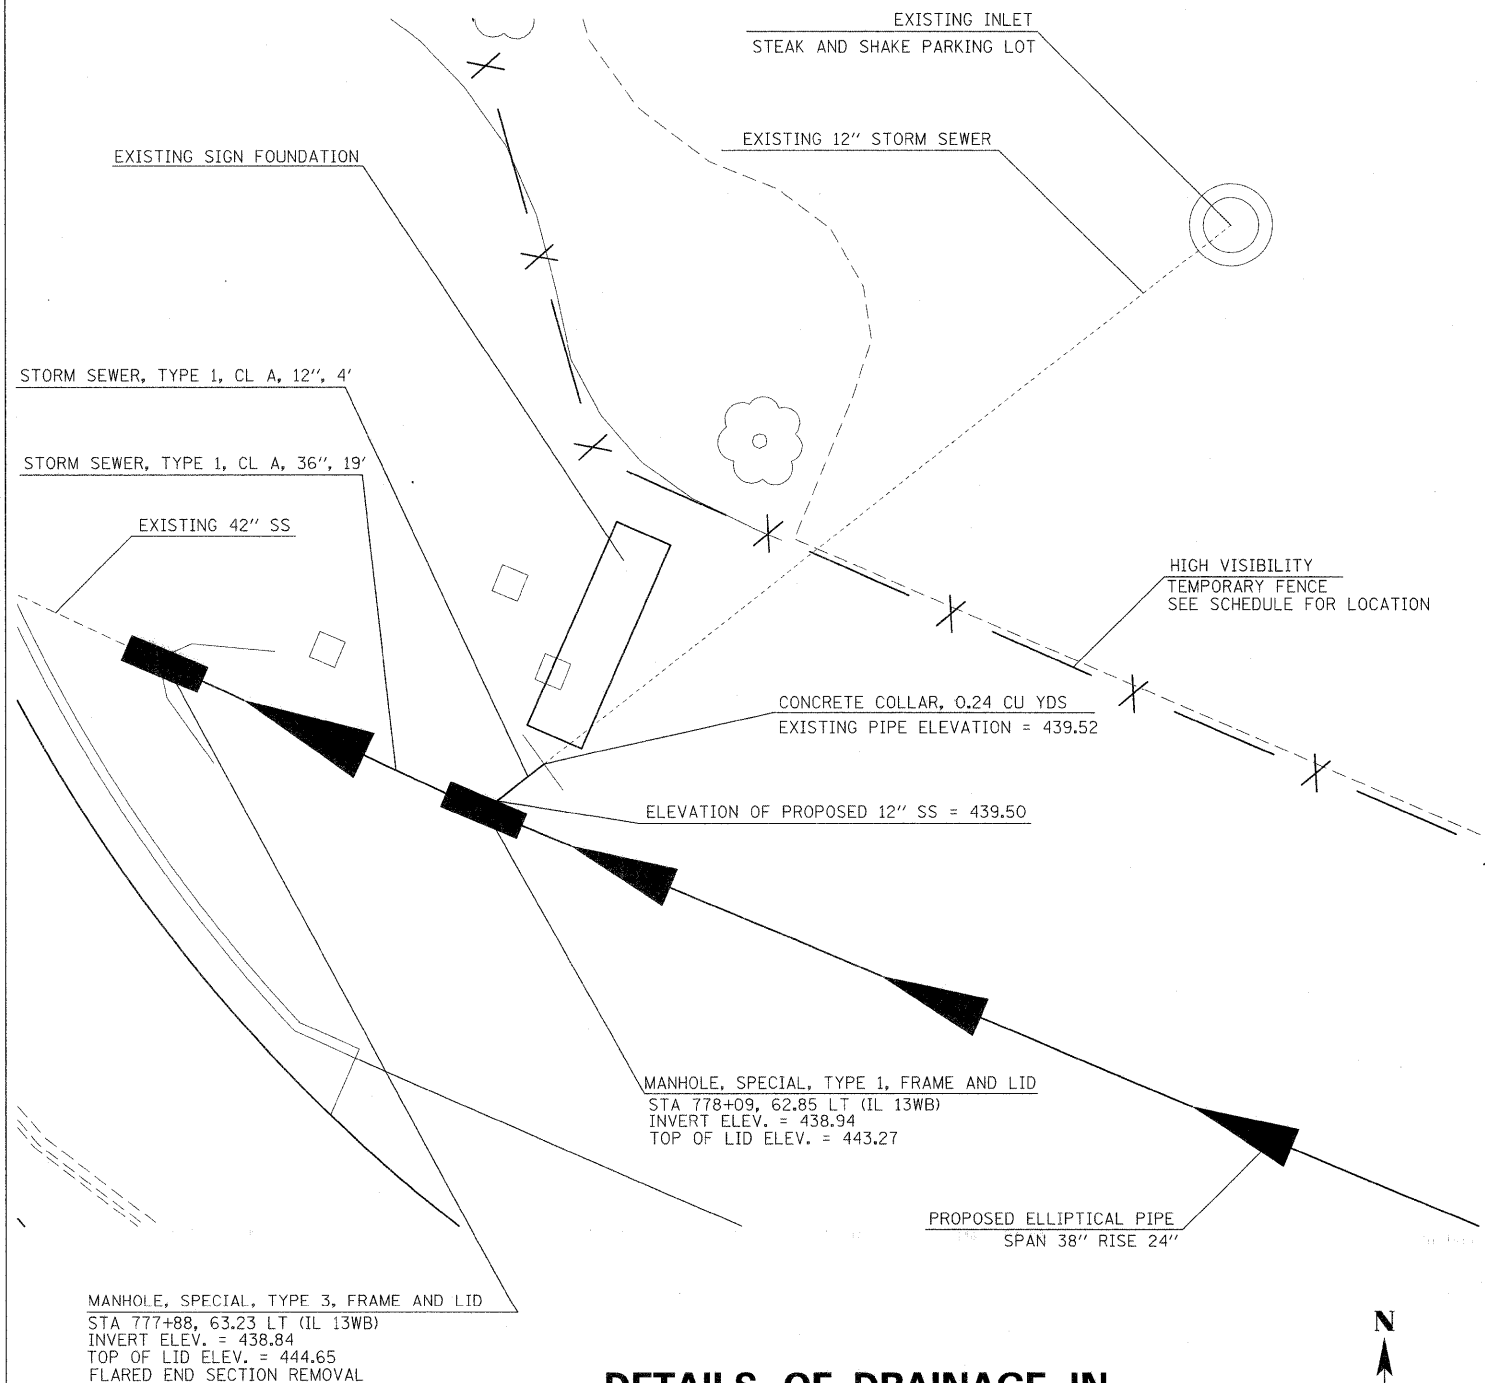 EXISTING INLET
STEAK AND SHAKE PARKING LOT
EXISTING 12" STORM SEWER
EXISTING SIGN FOUNDATION
STORM SEWER, TYPE 1, CL A, 12", 4'
STORM SEWER, TYPE 1, CL A, 36", 19'
EXISTING 42" SS
HIGH VISIBILITY
TEMPORARY FENCE
SEE SCHEDULE FOR LOCATION
CONCRETE COLLAR, 0.24 CU YDS
EXISTING PIPE ELEVATION = 439.52
ELEVATION OF PROPOSED 12" SS = 439.50
MANHOLE, SPECIAL, TYPE 1, FRAME AND LID
STA 778+09, 62.85 LT (IL 13WB)
INVERT ELEV. = 438.94
TOP OF LID ELEV. = 443.27
PROPOSED ELLIPTICAL PIPE
SPAN 38" RISE 24"
MANHOLE, SPECIAL, TYPE 3, FRAME AND LID
STA 777+88, 63.23 LT (IL 13WB)
INVERT ELEV. = 438.84
TOP OF LID ELEV. = 444.65
FLARED END SECTION REMOVAL
N
DETAILS OF DRAINAGE IN